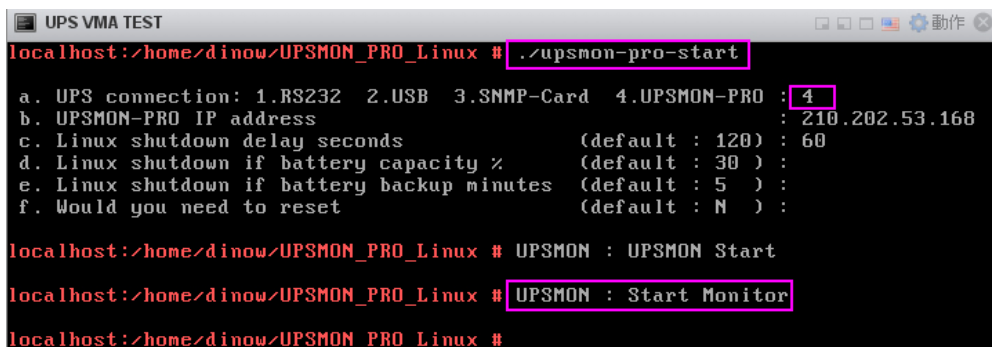 UPS VMA TEST
動作
localhost:/home/dinow/UPSMON_PRO_Linux # ./upsmon-pro-start
a. UPS connection: 1.RS232  2.USB  3.SNMP-Card  4.UPSMON-PRO : 4
b. UPSMON-PRO IP address                                     : 210.202.53.168
c. Linux shutdown delay seconds            (default : 120) : 60
d. Linux shutdown if battery capacity %    (default : 30 ) :
e. Linux shutdown if battery backup minutes (default : 5  ) :
f. Would you need to reset                 (default : N  ) :
localhost:/home/dinow/UPSMON_PRO_Linux # UPSMON : UPSMON Start
localhost:/home/dinow/UPSMON_PRO_Linux # UPSMON : Start Monitor
localhost:/home/dinow/UPSMON_PRO_Linux #